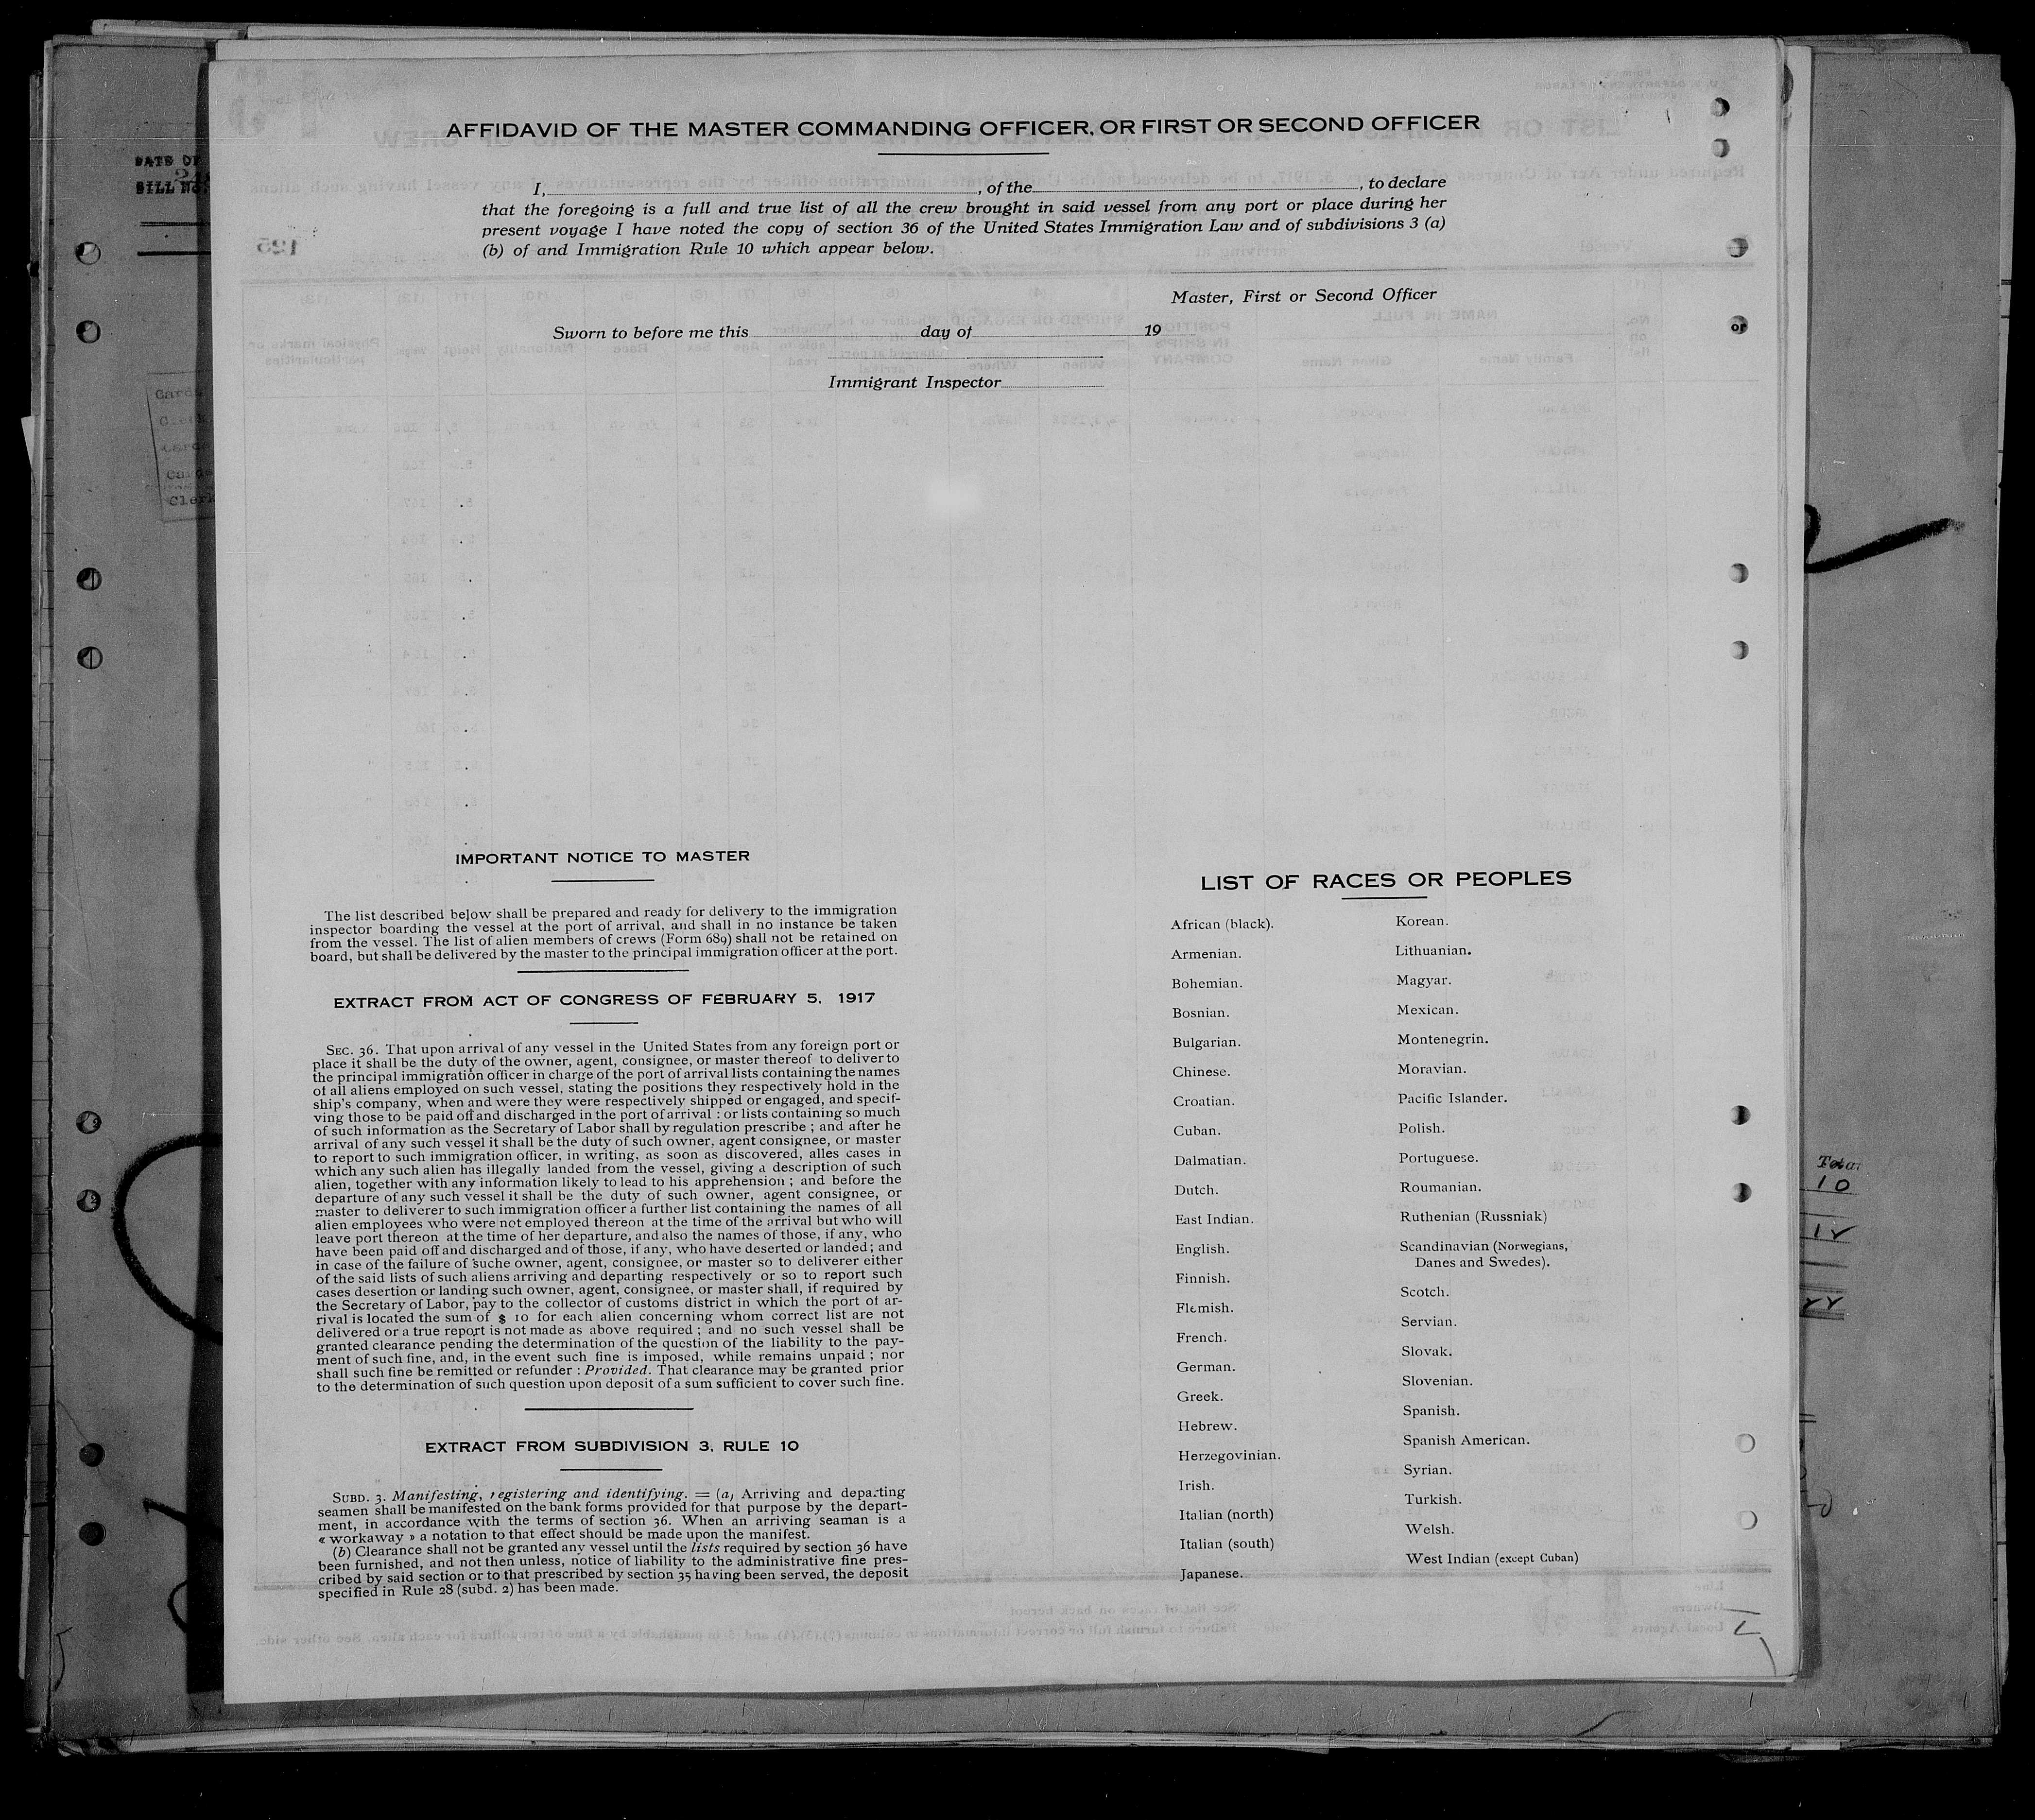 AFFIDAVID OF THE MASTER COMMANDING OFFICER, OR FIRST OR SECOND OFFICER
I, , of the , to declare
that the foregoing is a full and true list of all the crew brought in said vessel from any port or place during her
present voyage I have noted the copy of section 36 of the United States Immigration Law and of subdivisions 3 (a)
(b) of and Immigration Rule 10 which appear below.
Master, First or Second Officer
Sworn to before me this day of 19
Immigrant Inspector
IMPORTANT NOTICE TO MASTER
The list described below shall be prepared and ready for delivery to the immigration
inspector boarding the vessel at the port of arrival, and shall in no instance be taken
from the vessel. The list of alien members of crews (Form 689) shall not be retained on
board, but shall be delivered by the master to the principal immigration officer at the port.
EXTRACT FROM ACT OF CONGRESS OF FEBRUARY 5, 1917
SEC. 36. That upon arrival of any vessel in the United States from any foreign port or
place it shall be the duty of the owner, agent, consignee, or master thereof to deliver to
the principal immigration officer in charge of the port of arrival lists containing the names
of all aliens employed on such vessel, stating the positions they respectively hold in the
ship's company, when and were they were respectively shipped or engaged, and specif-
ving those to be paid off and discharged in the port of arrival : or lists containing so much
of such information as the Secretary of Labor shall by regulation prescribe ; and after he
arrival of any such vessel it shall be the duty of such owner, agent consignee, or master
to report to such immigration officer, in writing, as soon as discovered, alles cases in
which any such alien has illegally landed from the vessel, giving a description of such
alien, together with any information likely to lead to his apprehension ; and before the
departure of any such vessel it shall be the duty of such owner, agent consignee, or
master to deliverer to such immigration officer a further list containing the names of all
alien employees who were not employed thereon at the time of the arrival but who will
leave port thereon at the time of her departure, and also the names of those, if any, who
have been paid off and discharged and of those, if any, who have deserted or landed ; and
in case of the failure of suche owner, agent, consignee, or master so to deliverer either
of the said lists of such aliens arriving and departing respectively or so to report such
cases desertion or landing such owner, agent, consignee, or master shall, if required by
the Secretary of Labor, pay to the collector of customs district in which the port of ar-
rival is located the sum of $ 10 for each alien concerning whom correct list are not
delivered or a true report is not made as above required ; and no such vessel shall be
granted clearance pending the determination of the question of the liability to the pay-
ment of such fine, and, in the event such fine is imposed, while remains unpaid ; nor
shall such fine be remitted or refunder : Provided. That clearance may be granted prior
to the determination of such question upon deposit of a sum sufficient to cover such fine.
EXTRACT FROM SUBDIVISION 3, RULE 10
SUBD. 3. Manifesting, registering and identifying. = (a) Arriving and departing
seamen shall be manifested on the bank forms provided for that purpose by the depart-
ment, in accordance with the terms of section 36. When an arriving seaman is a
« workaway » a notation to that effect should be made upon the manifest.
(b) Clearance shall not be granted any vessel until the lists required by section 36 have
been furnished, and not then unless, notice of liability to the administrative fine pres-
cribed by said section or to that prescribed by section 35 having been served, the deposit
specified in Rule 28 (subd. 2) has been made.
LIST OF RACES OR PEOPLES
African (black).
Armenian.
Bohemian.
Bosnian.
Bulgarian.
Chinese.
Croatian.
Cuban.
Dalmatian.
Dutch.
East Indian.
English.
Finnish.
Flemish.
French.
German.
Greek.
Hebrew.
Herzegovinian.
Irish.
Italian (north)
Italian (south)
Japanese.
Korean.
Lithuanian.
Magyar.
Mexican.
Montenegrin.
Moravian.
Pacific Islander.
Polish.
Portuguese.
Roumanian.
Ruthenian (Russniak)
Scandinavian (Norwegians,
Danes and Swedes).
Scotch.
Servian.
Slovak.
Slovenian.
Spanish.
Spanish American.
Syrian.
Turkish.
Welsh.
West Indian (except Cuban)
DATE OF
BILL NO.
Total
10